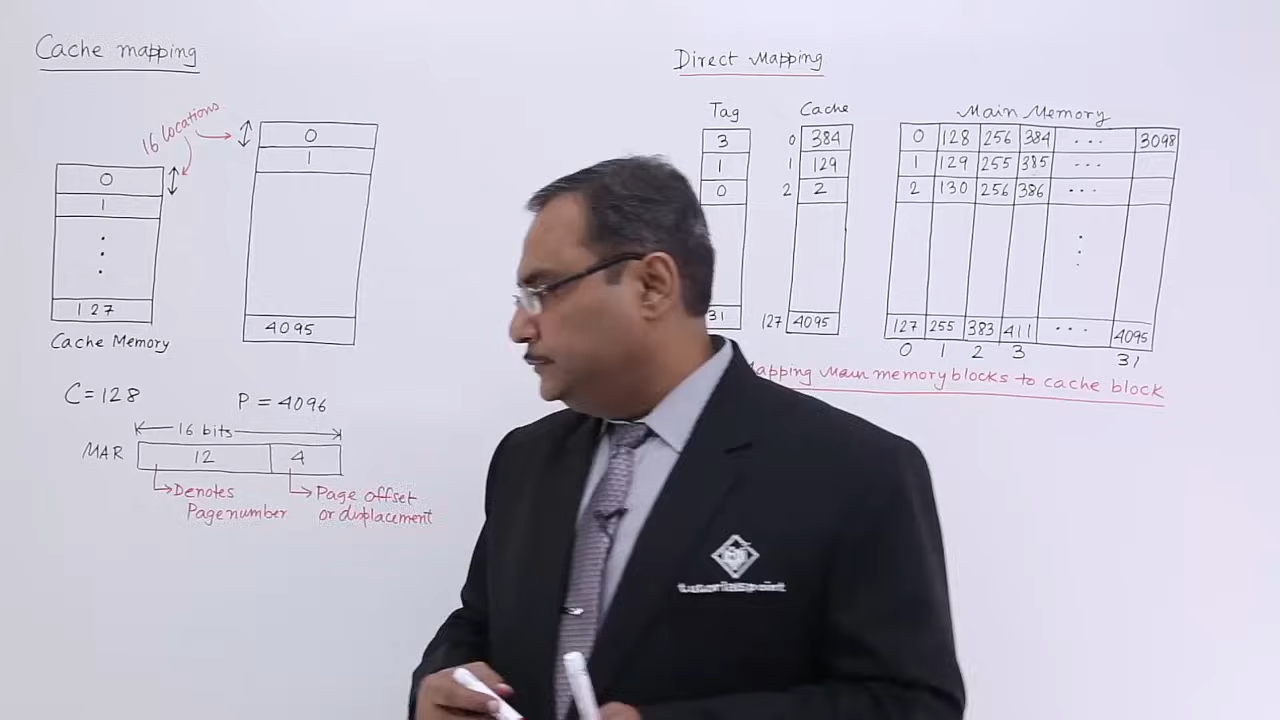 Cache mapping
16 locations
0
1
127
Cache Memory
0
1
4095
C=128
P = 4096
16 bits
MAR 12 4
Denotes
Page number
Page offset
or displacement
Direct Mapping
Tag Cache Main Memory
3 0 384 0 128 256 384 ... 3098
1 1 129 1 129 255 385 ...
0 2 2 2 130 256 386 ...
31 127 4095 127 255 383 411 ... 4095
0 1 2 3 31
Mapping Main memory blocks to cache block
tutorialspoint